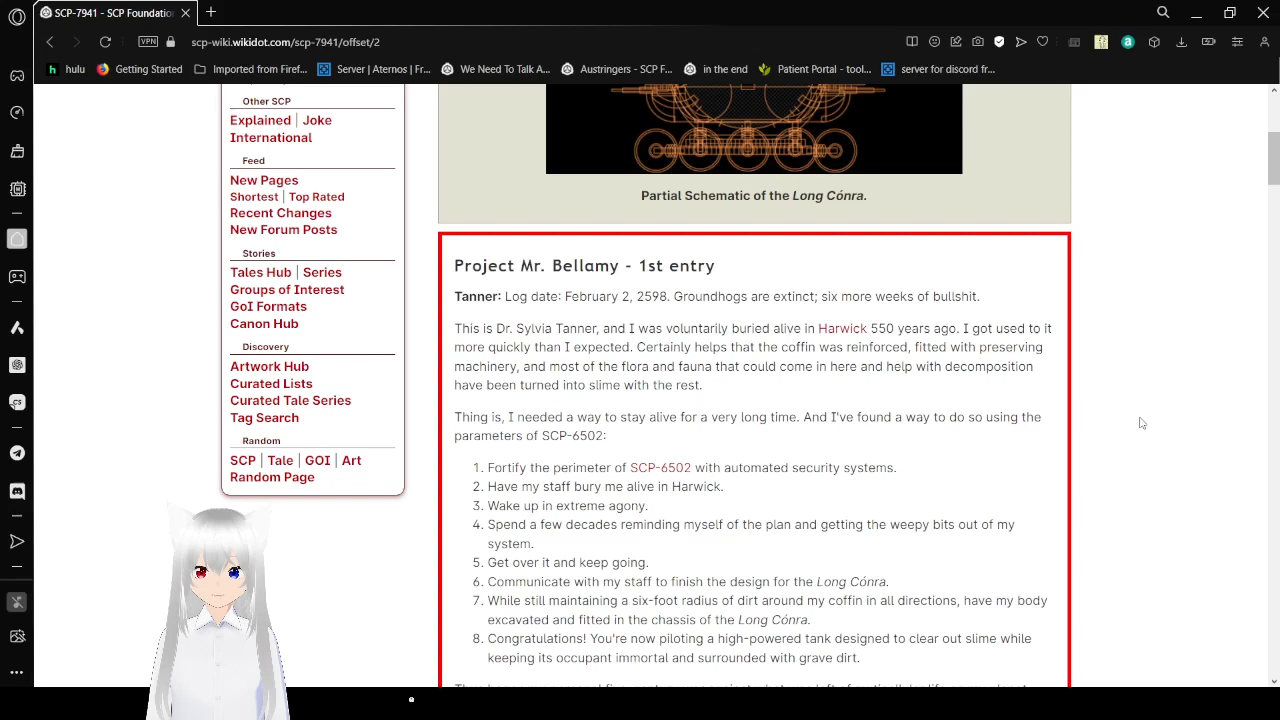 SCP-7941 - SCP Foundatio
VPN
scp-wiki.wikidot.com/scp-7941/offset/2
hulu
Getting Started
Imported from Firef...
Server | Aternos | Fr...
We Need To Talk A...
Austringers - SCP F...
in the end
Patient Portal - tool...
server for discord fr...
Other SCP
Explained | Joke
International
Feed
New Pages
Shortest | Top Rated
Recent Changes
New Forum Posts
Stories
Tales Hub | Series
Groups of Interest
GoI Formats
Canon Hub
Discovery
Artwork Hub
Curated Lists
Curated Tale Series
Tag Search
Random
SCP | Tale | GOI | Art
Random Page
Partial Schematic of the Long Cónra.
Project Mr. Bellamy - 1st entry
Tanner: Log date: February 2, 2598. Groundhogs are extinct; six more weeks of bullshit.
This is Dr. Sylvia Tanner, and I was voluntarily buried alive in Harwick 550 years ago. I got used to it
more quickly than I expected. Certainly helps that the coffin was reinforced, fitted with preserving
machinery, and most of the flora and fauna that could come in here and help with decomposition
have been turned into slime with the rest.
Thing is, I needed a way to stay alive for a very long time. And I've found a way to do so using the
parameters of SCP-6502:
1. Fortify the perimeter of SCP-6502 with automated security systems.
2. Have my staff bury me alive in Harwick.
3. Wake up in extreme agony.
4. Spend a few decades reminding myself of the plan and getting the weepy bits out of my
system.
5. Get over it and keep going.
6. Communicate with my staff to finish the design for the Long Cónra.
7. While still maintaining a six-foot radius of dirt around my coffin in all directions, have my body
excavated and fitted in the chassis of the Long Cónra.
8. Congratulations! You're now piloting a high-powered tank designed to clear out slime while
keeping its occupant immortal and surrounded with grave dirt.